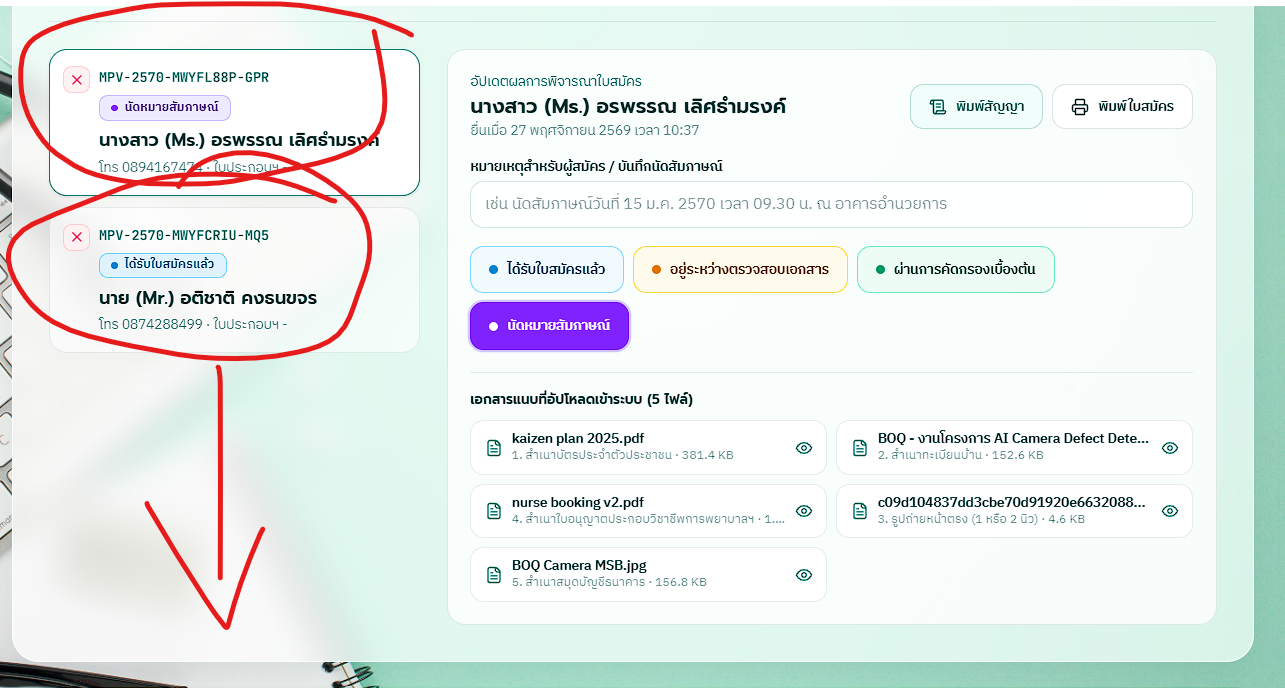 MPV-2570-MWYFL88P-GPR
นัดหมายสัมภาษณ์
นางสาว (Ms.) อรพรรณ เลิศธำมรงค์
โทร 0894167474 · ใบประกอบฯ -
MPV-2570-MWYFCRIU-MQ5
ได้รับใบสมัครแล้ว
นาย (Mr.) อติชาติ คงธนขจร
โทร 0874288499 · ใบประกอบฯ -
อัปเดตผลการพิจารณาใบสมัคร
นางสาว (Ms.) อรพรรณ เลิศธำมรงค์
ยื่นเมื่อ 27 พฤศจิกายน 2569 เวลา 10:37
พิมพ์สัญญา
พิมพ์ใบสมัคร
หมายเหตุสำหรับผู้สมัคร / บันทึกนัดสัมภาษณ์
เช่น นัดสัมภาษณ์วันที่ 15 ม.ค. 2570 เวลา 09.30 น. ณ อาคารอำนวยการ
ได้รับใบสมัครแล้ว
อยู่ระหว่างตรวจสอบเอกสาร
ผ่านการคัดกรองเบื้องต้น
นัดหมายสัมภาษณ์
เอกสารแนบที่อัปโหลดเข้าระบบ (5 ไฟล์)
kaizen plan 2025.pdf
1. สำเนาบัตรประจำตัวประชาชน · 381.4 KB
BOQ - งานโครงการ AI Camera Defect Dete...
2. สำเนาทะเบียนบ้าน · 152.6 KB
nurse booking v2.pdf
4. สำเนาใบอนุญาตประกอบวิชาชีพการพยาบาลฯ · 1....
c09d104837dd3cbe70d91920e6632088...
3. รูปถ่ายหน้าตรง (1 หรือ 2 นิ้ว) · 4.6 KB
BOQ Camera MSB.jpg
5. สำเนาสมุดบัญชีธนาคาร · 156.8 KB